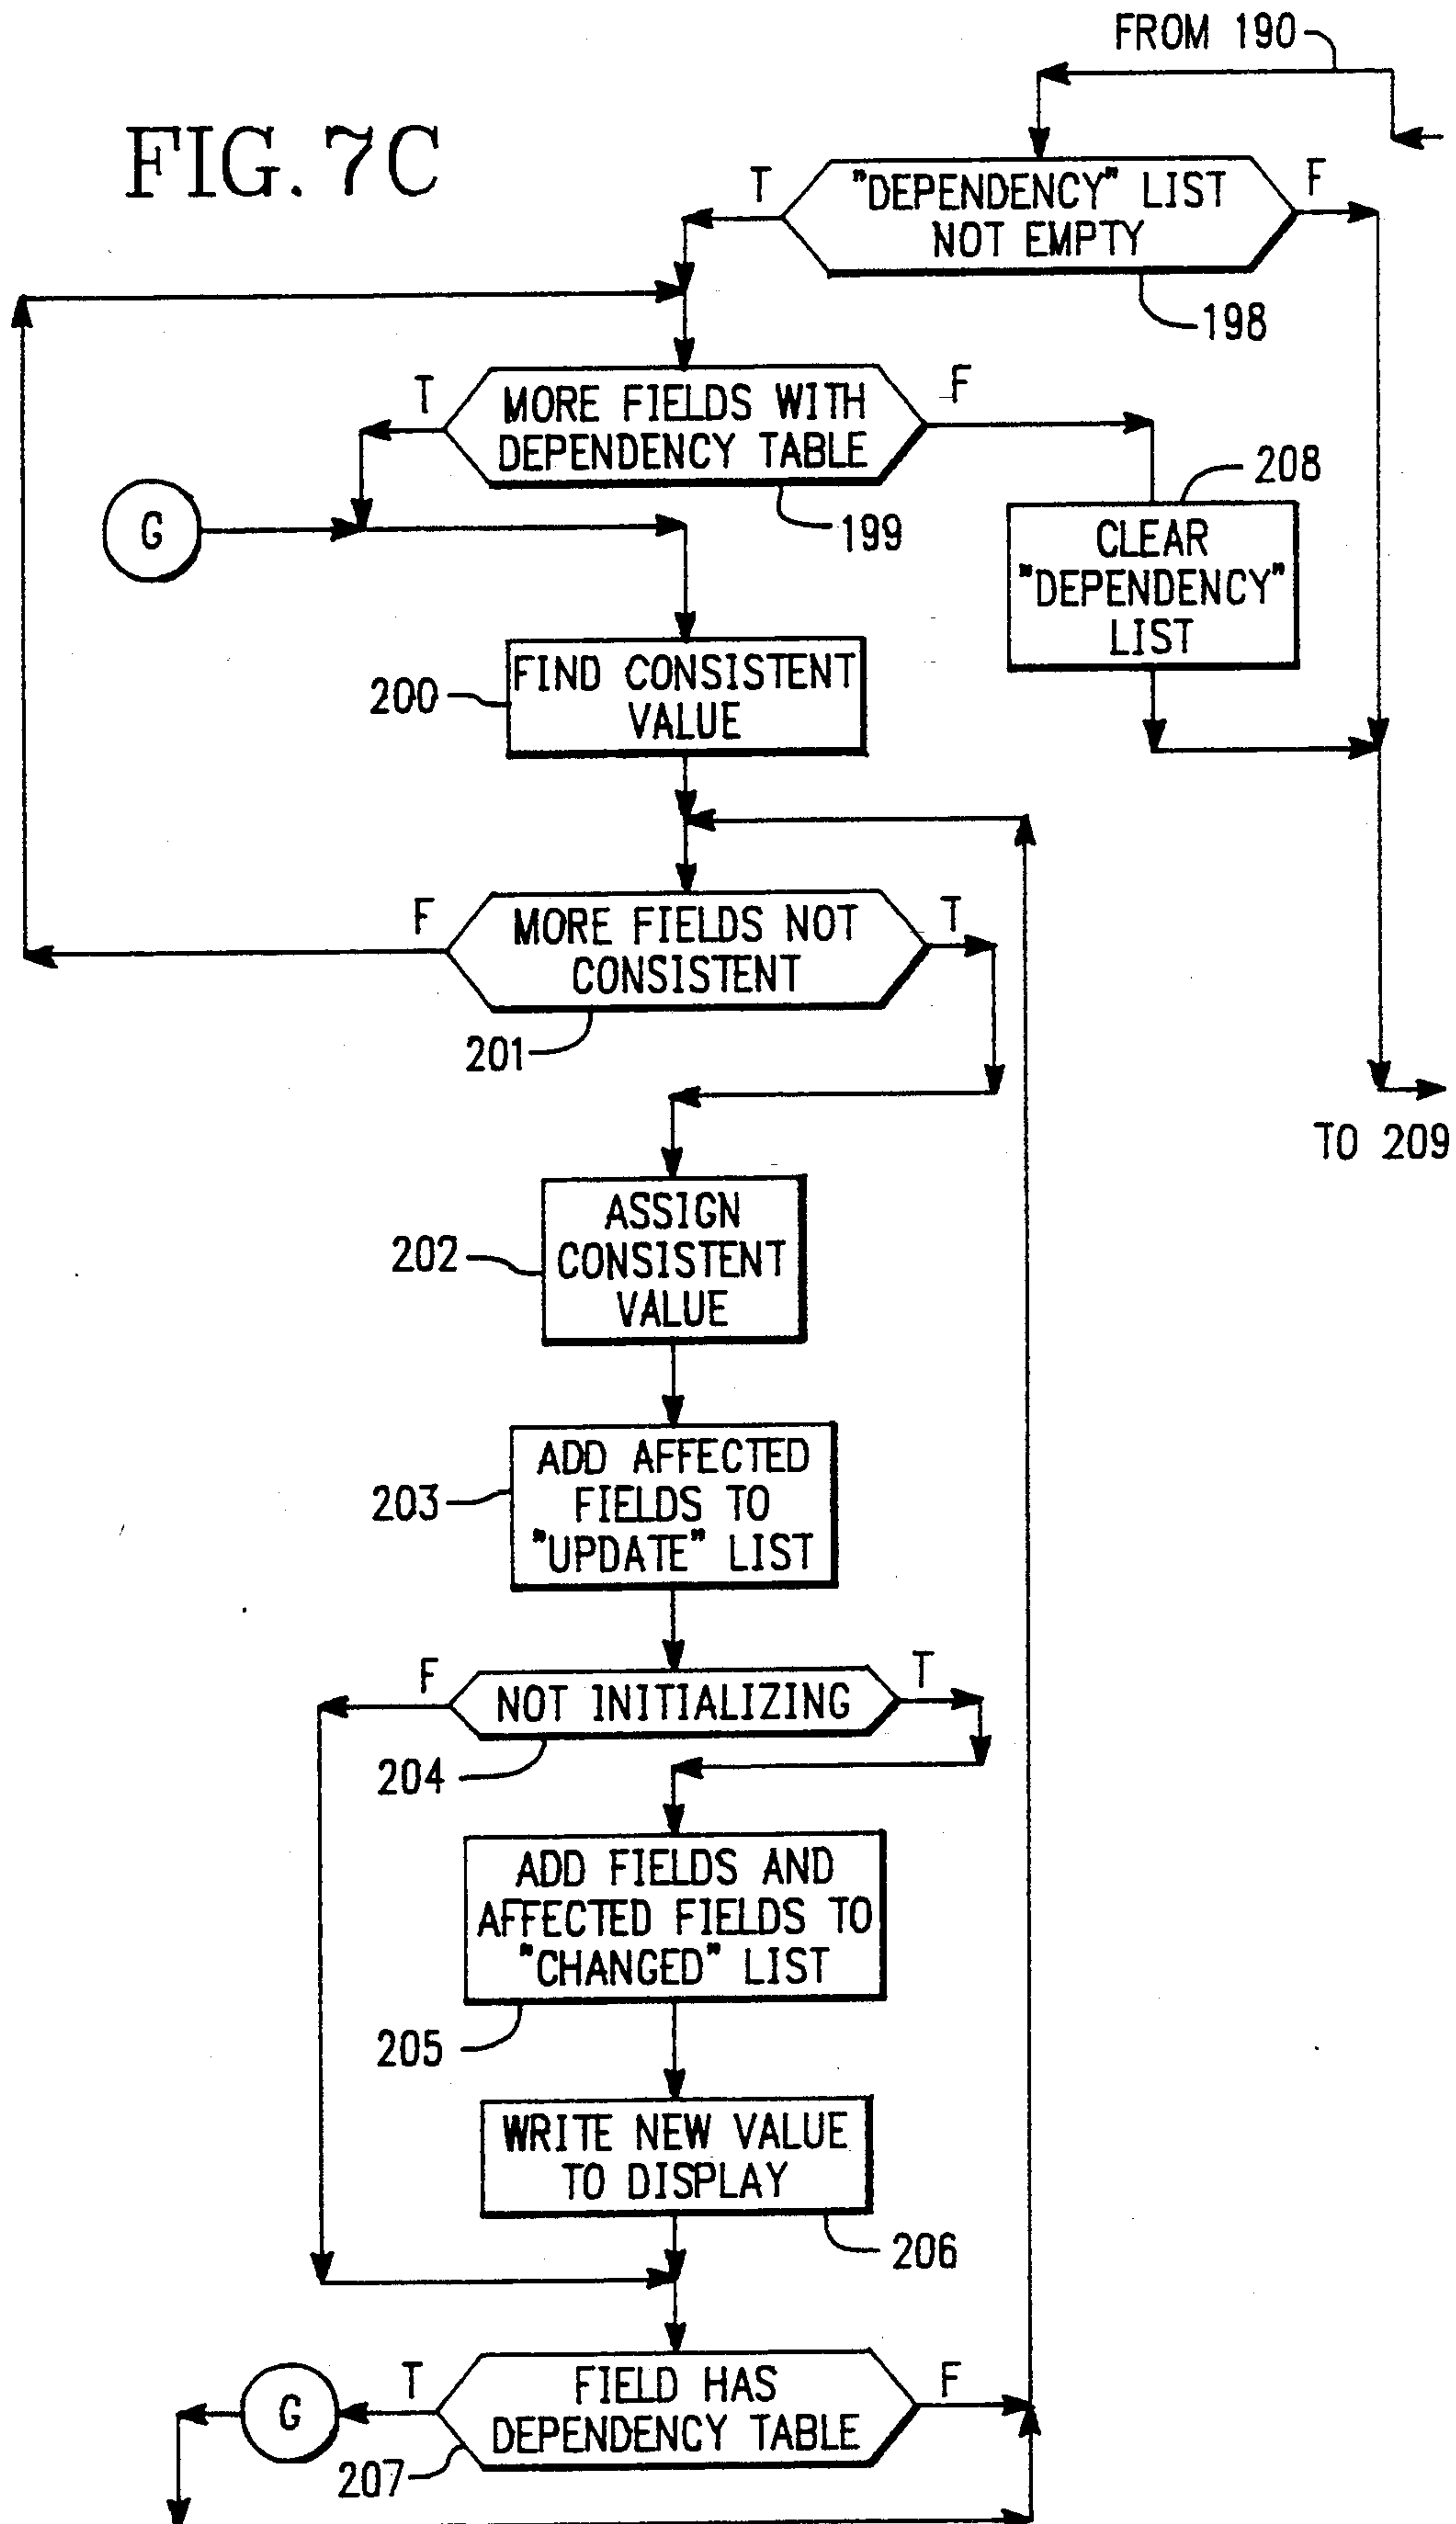 FROM 190
FIG. 7C
T
"DEPENDENCY" LIST
NOT EMPTY
F
198
T
MORE FIELDS WITH
DEPENDENCY TABLE
F
199
208
G
CLEAR
"DEPENDENCY"
LIST
200
FIND CONSISTENT
VALUE
F
MORE FIELDS NOT
CONSISTENT
T
201
TO 209
202
ASSIGN
CONSISTENT
VALUE
203
ADD AFFECTED
FIELDS TO
"UPDATE" LIST
F
NOT INITIALIZING
T
204
ADD FIELDS AND
AFFECTED FIELDS TO
"CHANGED" LIST
205
WRITE NEW VALUE
TO DISPLAY
206
G
T
FIELD HAS
DEPENDENCY TABLE
F
207